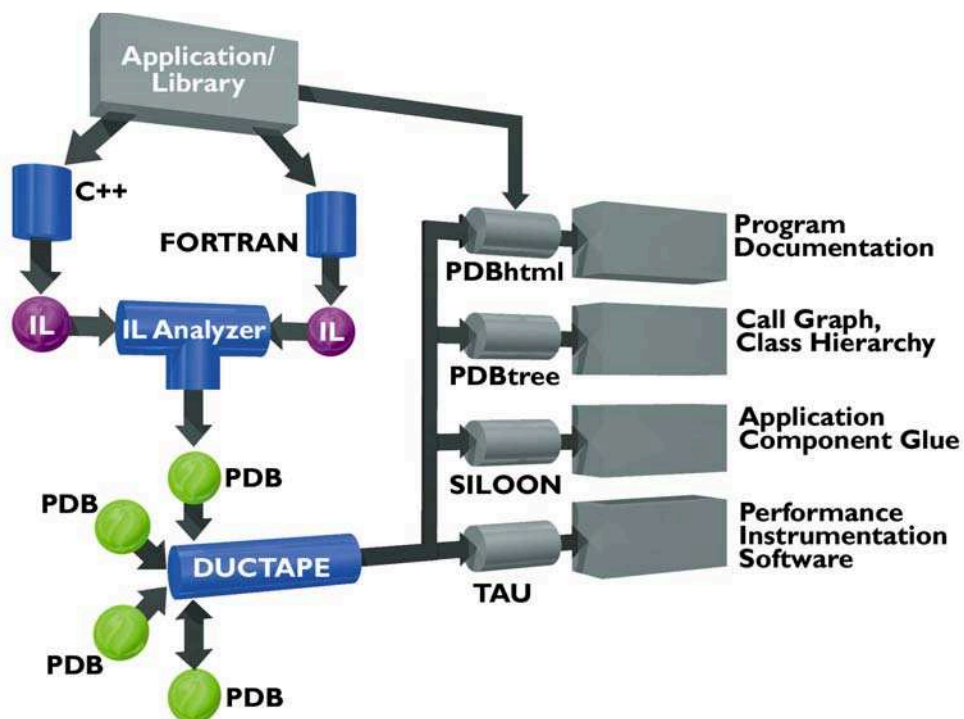 Application/
Library
C++
FORTRAN
IL
IL Analyzer
IL
PDB
PDB
DUCTAPE
PDB
PDB
PDBhtml
Program
Documentation
PDBtree
Call Graph,
Class Hierarchy
SILOON
Application
Component Glue
TAU
Performance
Instrumentation
Software